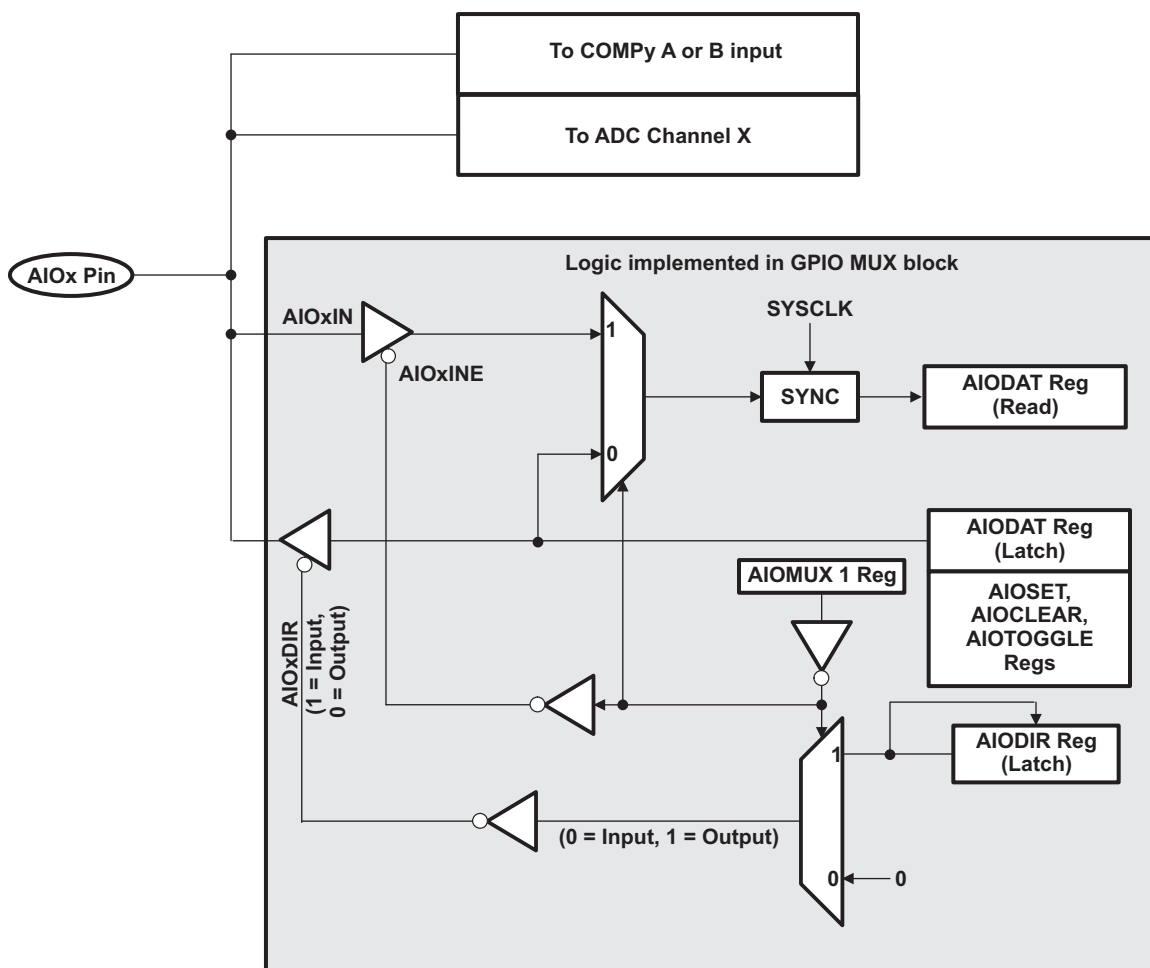 To COMPy A or B input
To ADC Channel X
AIOx Pin
Logic implemented in GPIO MUX block
AIOxIN
1
SYSCLK
AIOxINE
SYNC
AIODAT Reg
(Read)
0
AIODAT Reg
(Latch)
AIOMUX 1 Reg
AIOSET,
AIOCLEAR,
AIOTOGGLE
Regs
AIOxDIR
(1 = Input,
0 = Output)
1
AIODIR Reg
(Latch)
(0 = Input, 1 = Output)
0
0